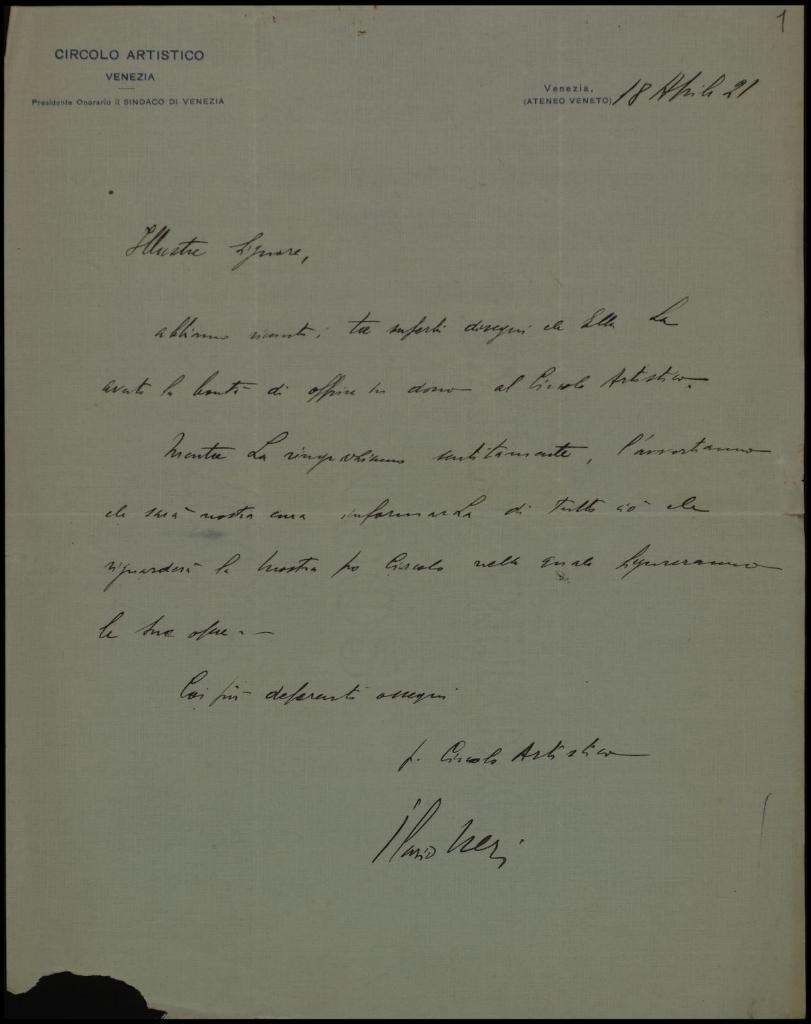 1
CIRCOLO ARTISTICO
VENEZIA
Presidente Onorario il SINDACO DI VENEZIA
Venezia,
(ATENEO VENETO) 18 Aprile 21
Illustre Signore,
abbiamo ricevuti i tre superbi disegni che Ella ha
avuto la bontà di offrire in dono al Circolo Artistico.
Mentre La ringraziamo sentitamente, l'avvertiamo
che sarà nostra cura informarLa di tutto ciò che
riguarderà la Mostra pro Circolo nella quale figureranno
le Sue opere. -
Coi più deferenti ossequi
p. Circolo Artistico